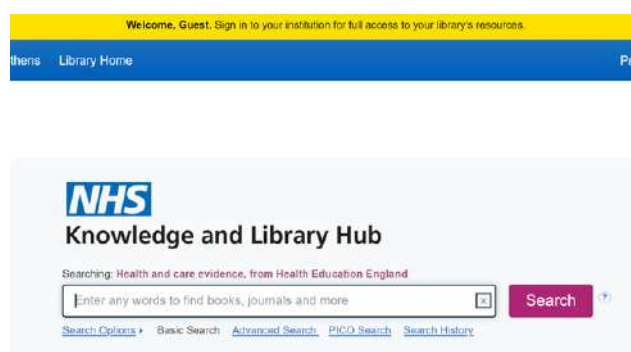 Welcome, Guest. Sign in to your institution for full access to your library's resources.
thens Library Home Pr
NHS
Knowledge and Library Hub
Searching: Health and care evidence, from Health Education England
Enter any words to find books, journals and more Search ?
Search Options Basic Search Advanced Search PICO Search Search History